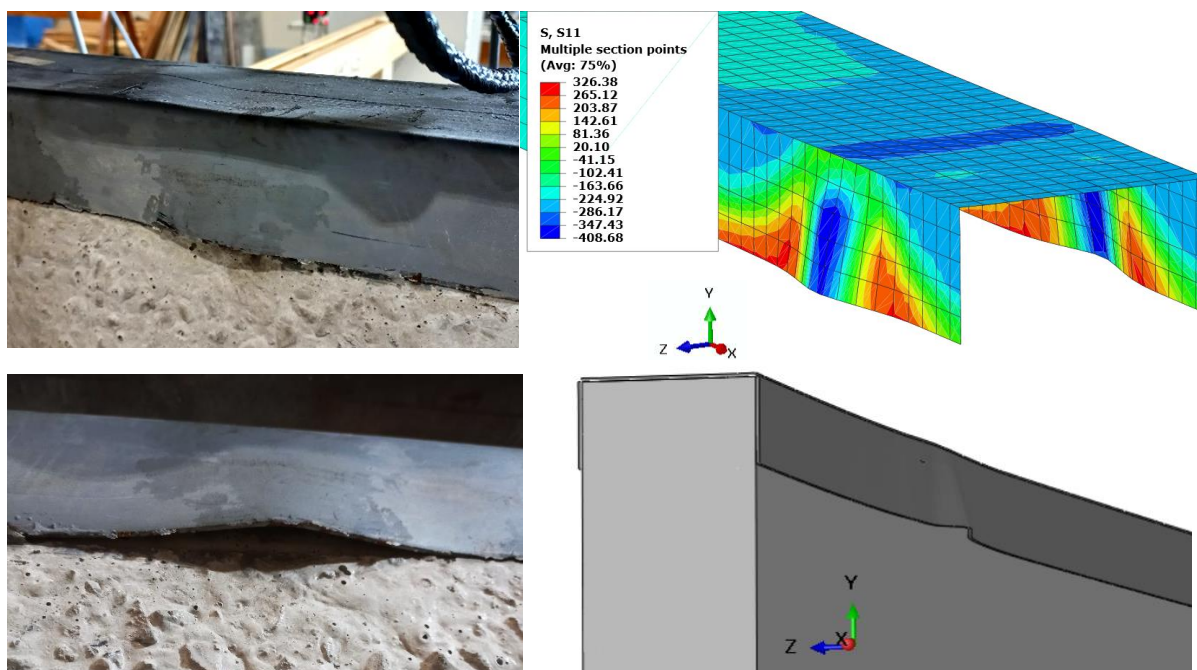 S, S11
Multiple section points
(Avg: 75%)
326.38
265.12
203.87
142.61
81.36
20.10
-41.15
-102.41
-163.66
-224.92
-286.17
-347.43
-408.68
Y
Z
X
Y
Z
X